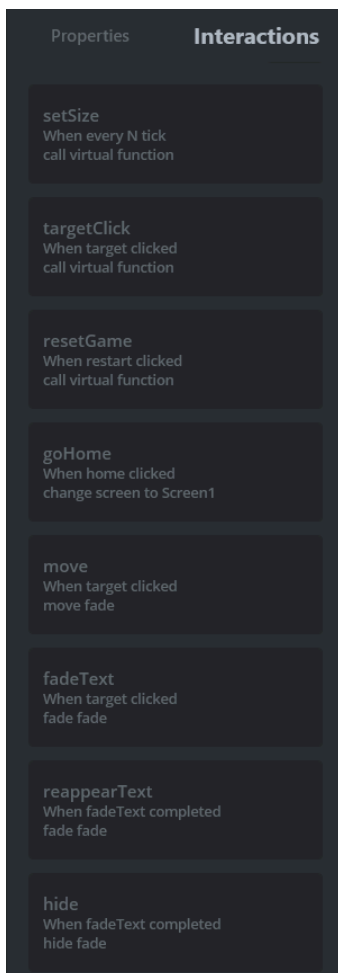 Properties
Interactions
setSize
When every N tick
call virtual function
targetClick
When target clicked
call virtual function
resetGame
When restart clicked
call virtual function
goHome
When home clicked
change screen to Screen1
move
When target clicked
move fade
fadeText
When target clicked
fade fade
reappearText
When fadeText completed
fade fade
hide
When fadeText completed
hide fade